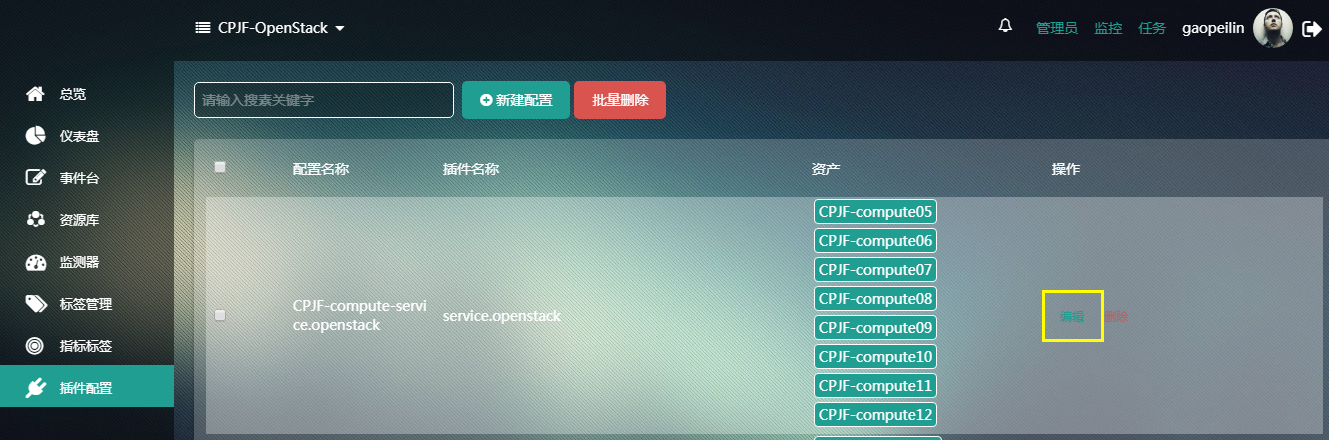 CPJF-OpenStack
管理员 监控 任务 gaopeilin
总览
仪表盘
事件台
资源库
监测器
标签管理
指标标签
插件配置
请输入搜素关键字
新建配置
批量删除
配置名称 插件名称 资产 操作
CPJF-compute-servi
ce.openstack
service.openstack
CPJF-compute05
CPJF-compute06
CPJF-compute07
CPJF-compute08
CPJF-compute09
CPJF-compute10
CPJF-compute11
CPJF-compute12
编辑 删除